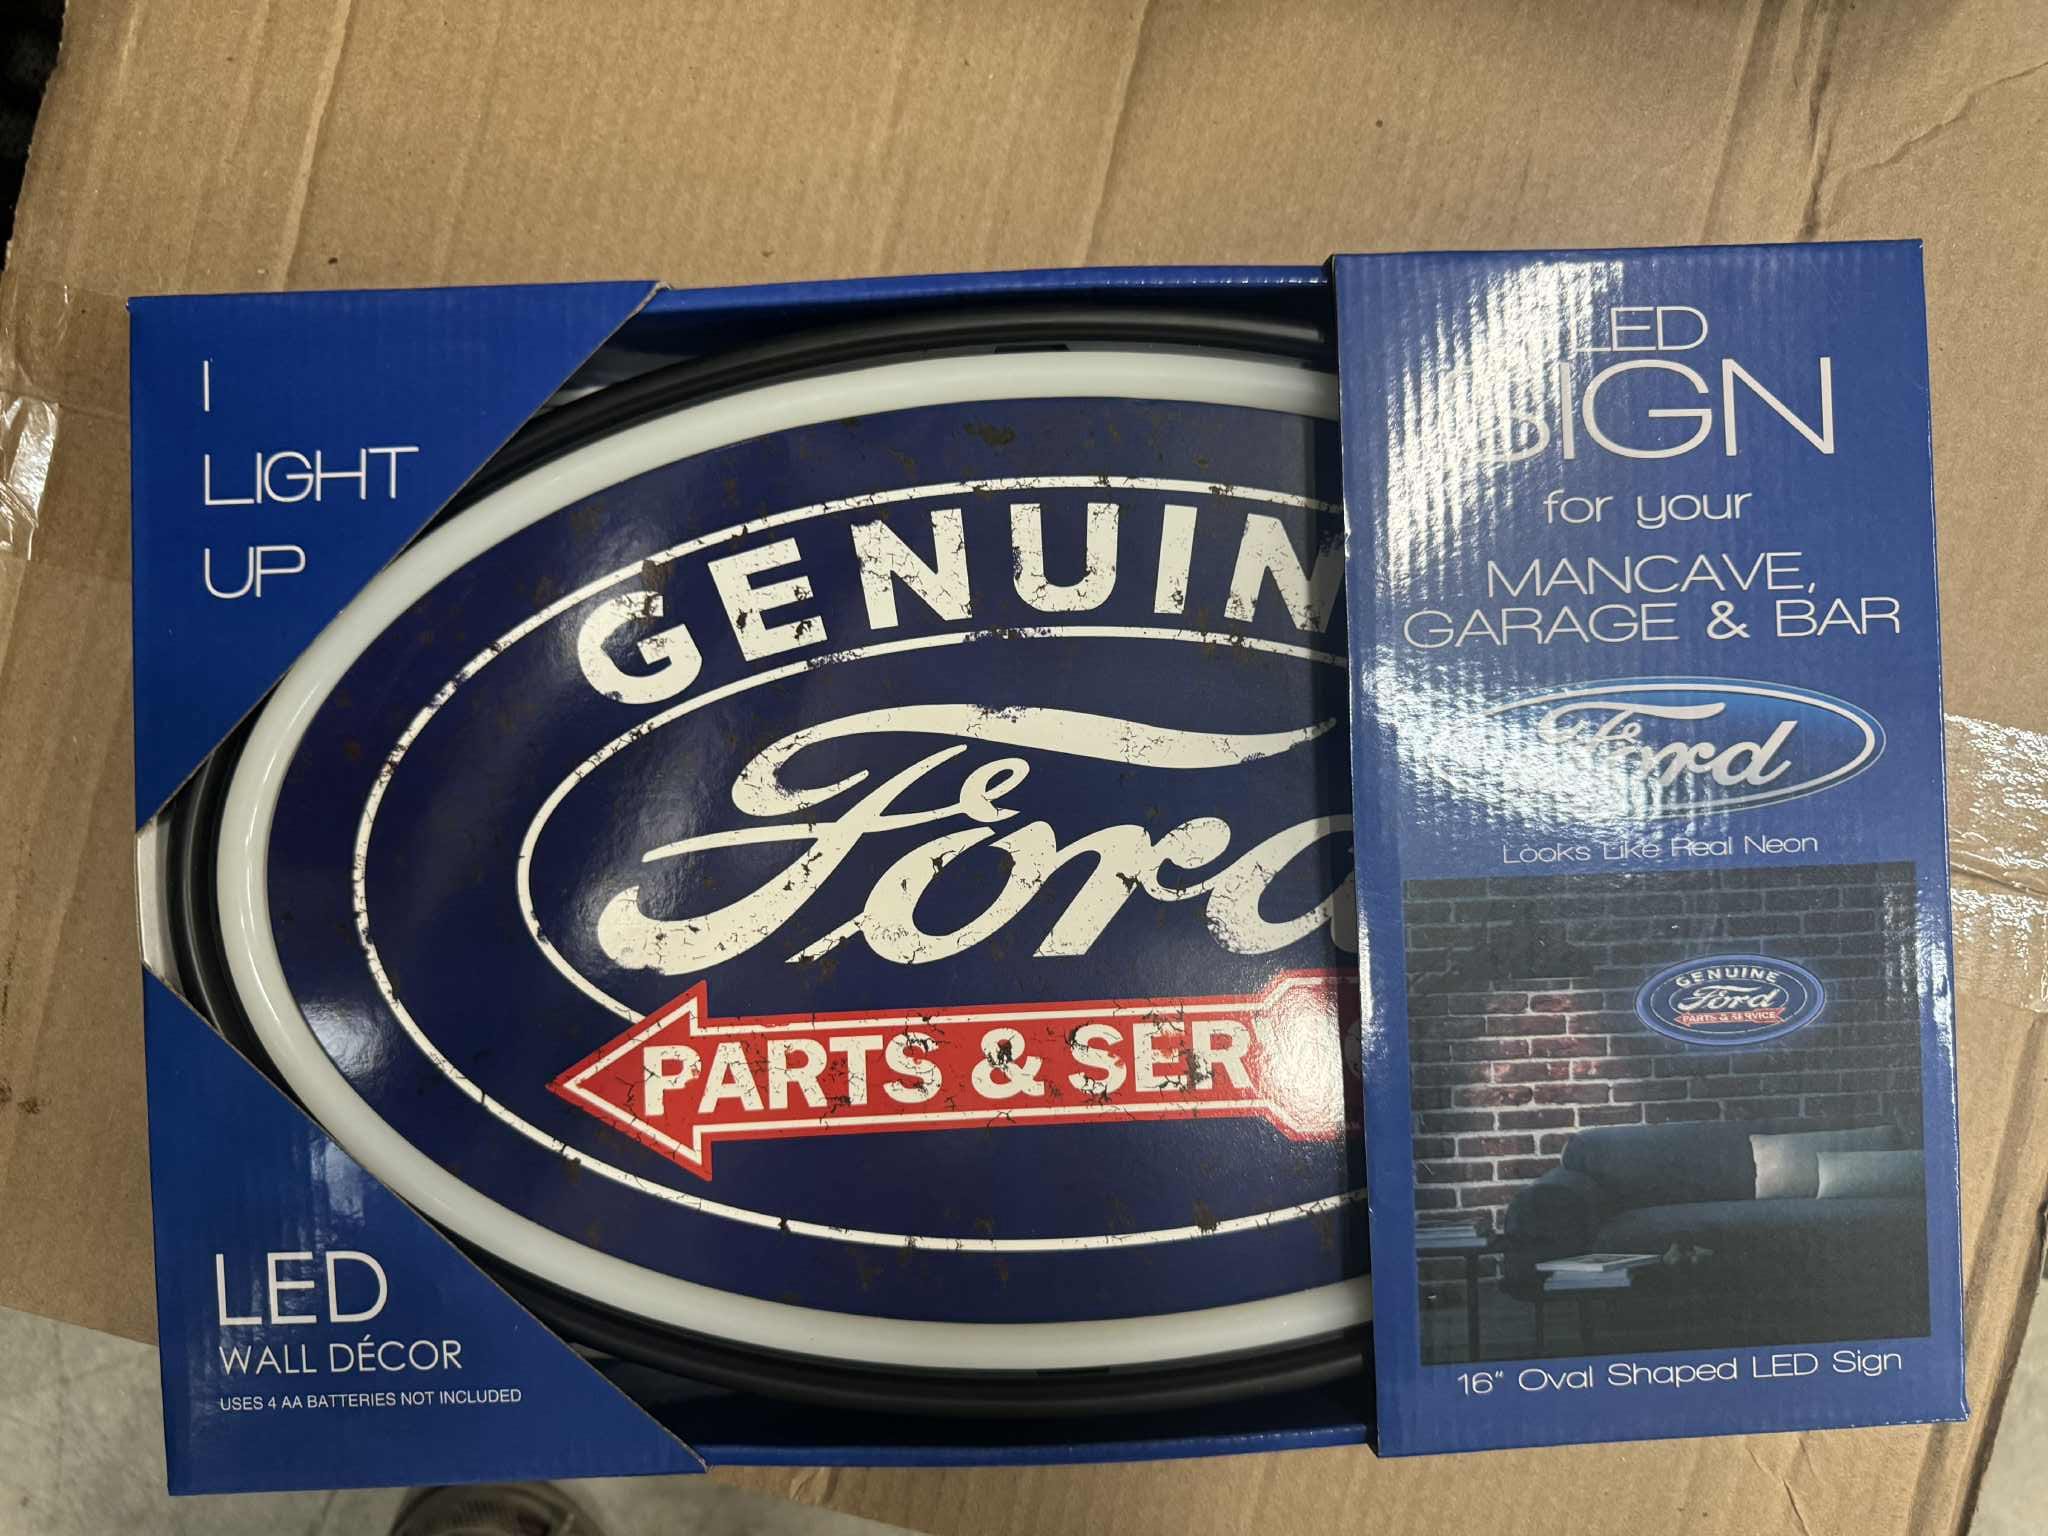 I
LIGHT
UP
GENUIN
Ford
PARTS & SERV
LED
WALL DÉCOR
USES 4 AA BATTERIES NOT INCLUDED
LED
SIGN
for your
MANCAVE,
GARAGE & BAR
Ford
Looks Like Real Neon
GENUINE
Ford
PARTS & SERVICE
16" Oval Shaped LED Sign